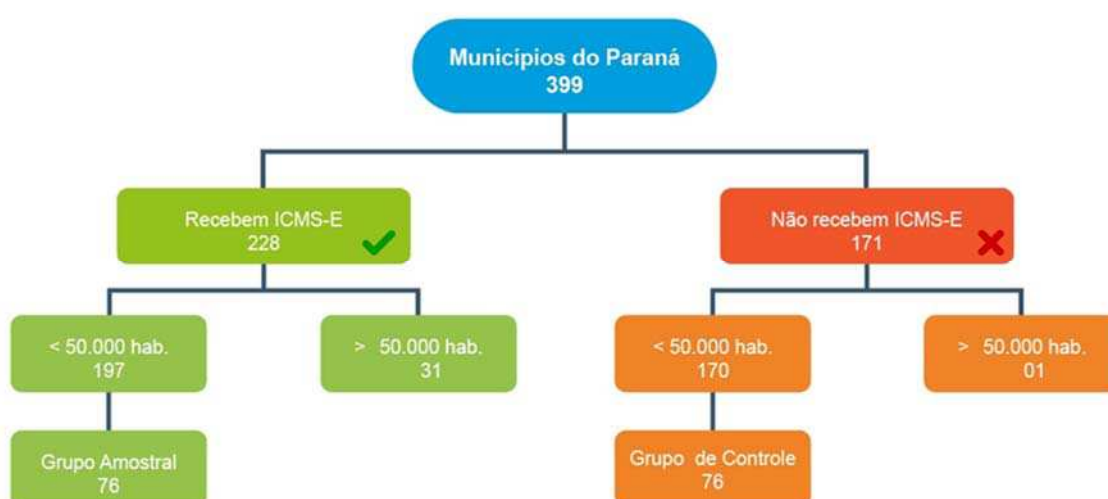 Municípios do Paraná
399
Recebem ICMS-E
228
Não recebem ICMS-E
171
< 50.000 hab.
197
> 50.000 hab.
31
< 50.000 hab.
170
> 50.000 hab.
01
Grupo Amostral
76
Grupo de Controle
76